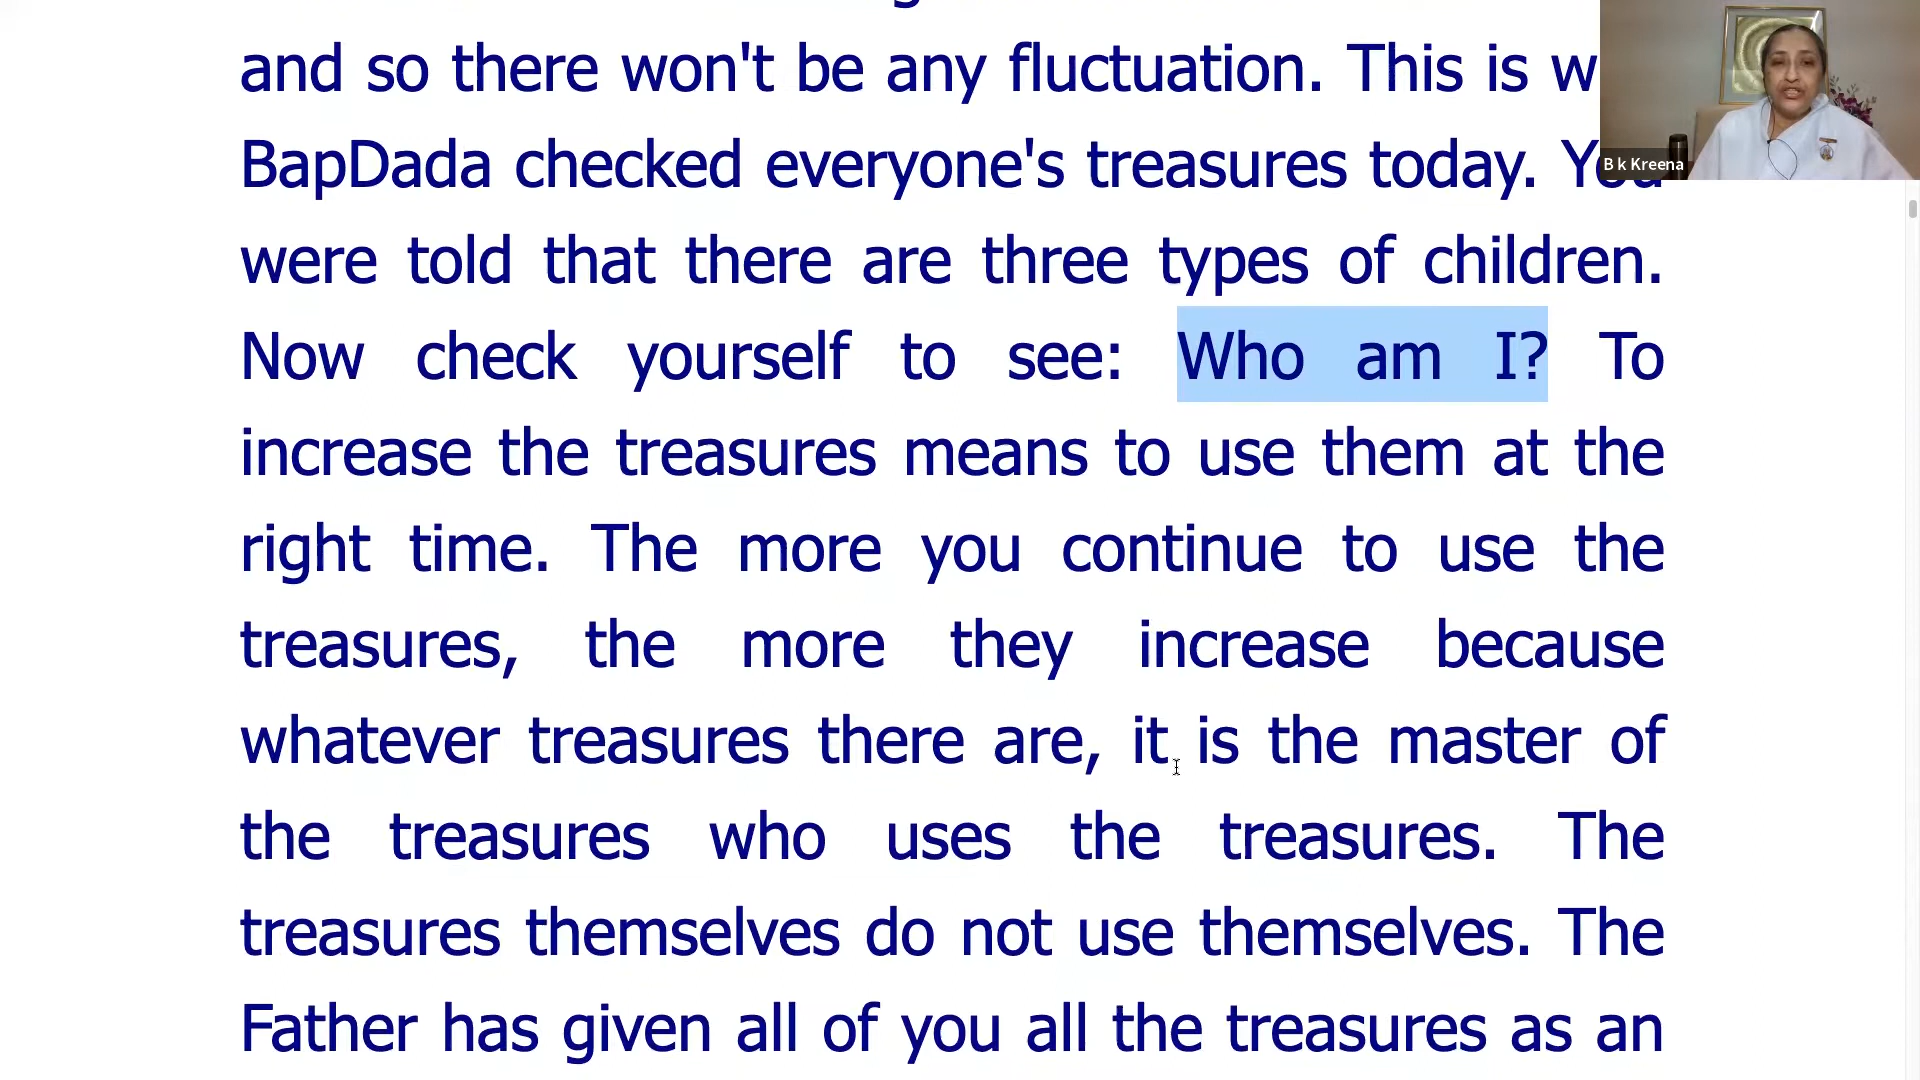 and so there won't be any fluctuation. This is
BapDada checked everyone's treasures today. You
were told that there are three types of children.
Now check yourself to see: Who am I? To
increase the treasures means to use them at the
right time. The more you continue to use the
treasures, the more they increase because
whatever treasures there are, it is the master of
the treasures who uses the treasures. The
treasures themselves do not use themselves. The
Father has given all of you all the treasures as an
B k Kreena